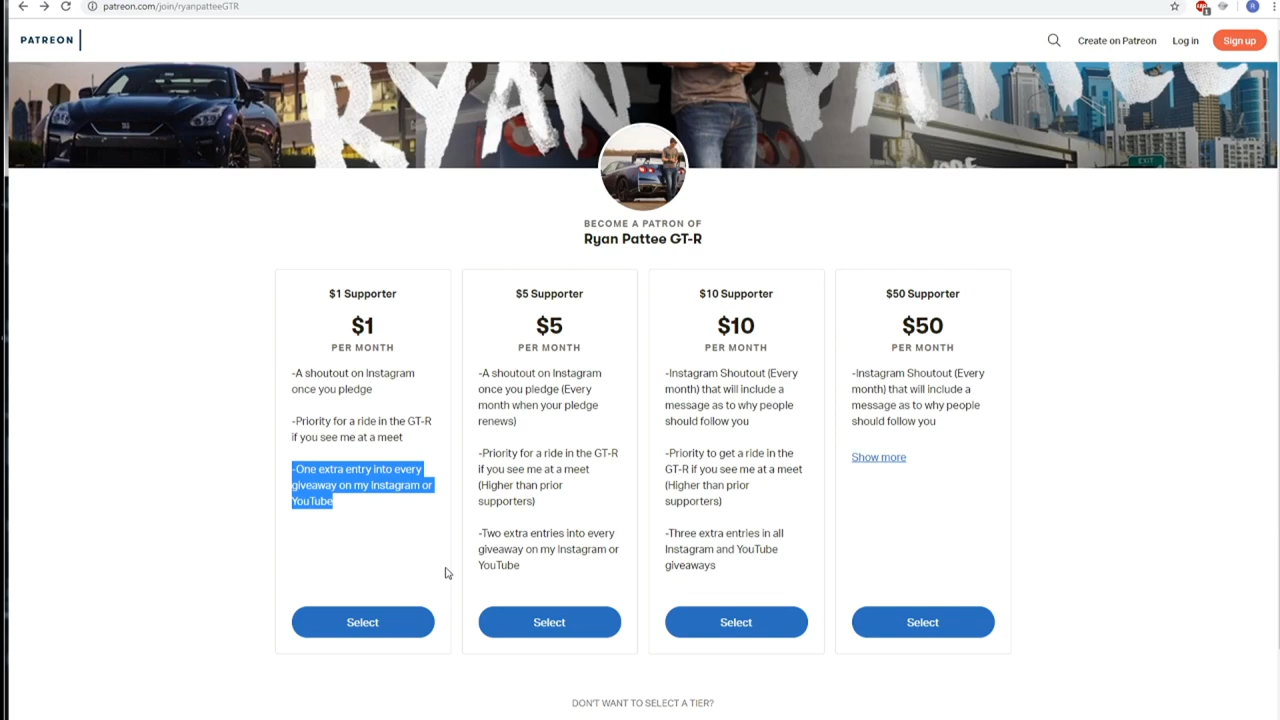 patreon.com/join/ryanpatteeGTR
PATREON
Create on Patreon
Log in
Sign up
RYAN PATTEE
EXIT
BECOME A PATRON OF
Ryan Pattee GT-R
$1 Supporter
$1
PER MONTH
-A shoutout on Instagram
once you pledge
-Priority for a ride in the GT-R
if you see me at a meet
-One extra entry into every
giveaway on my Instagram or
YouTube
Select
$5 Supporter
$5
PER MONTH
-A shoutout on Instagram
once you pledge (Every
month when your pledge
renews)
-Priority for a ride in the GT-R
if you see me at a meet
(Higher than prior
supporters)
-Two extra entries into every
giveaway on my Instagram or
YouTube
Select
$10 Supporter
$10
PER MONTH
-Instagram Shoutout (Every
month) that will include a
message as to why people
should follow you
-Priority to get a ride in the
GT-R if you see me at a meet
(Higher than prior
supporters)
-Three extra entries in all
Instagram and YouTube
giveaways
Select
$50 Supporter
$50
PER MONTH
-Instagram Shoutout (Every
month) that will include a
message as to why people
should follow you
Show more
Select
DON'T WANT TO SELECT A TIER?